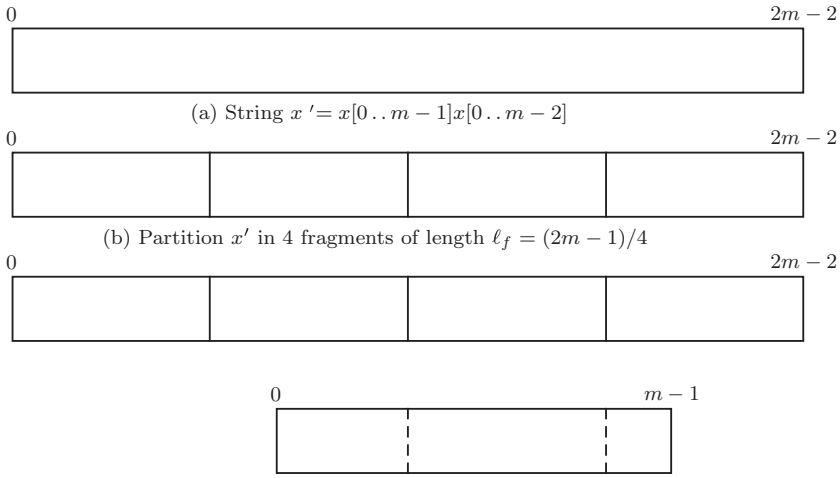 0 2m − 2
(a) String x ′= x[0 . . m − 1]x[0 . . m − 2]
0 2m − 2
(b) Partition x′ in 4 fragments of length ℓf = (2m − 1)/4
0 2m − 2
0 m − 1